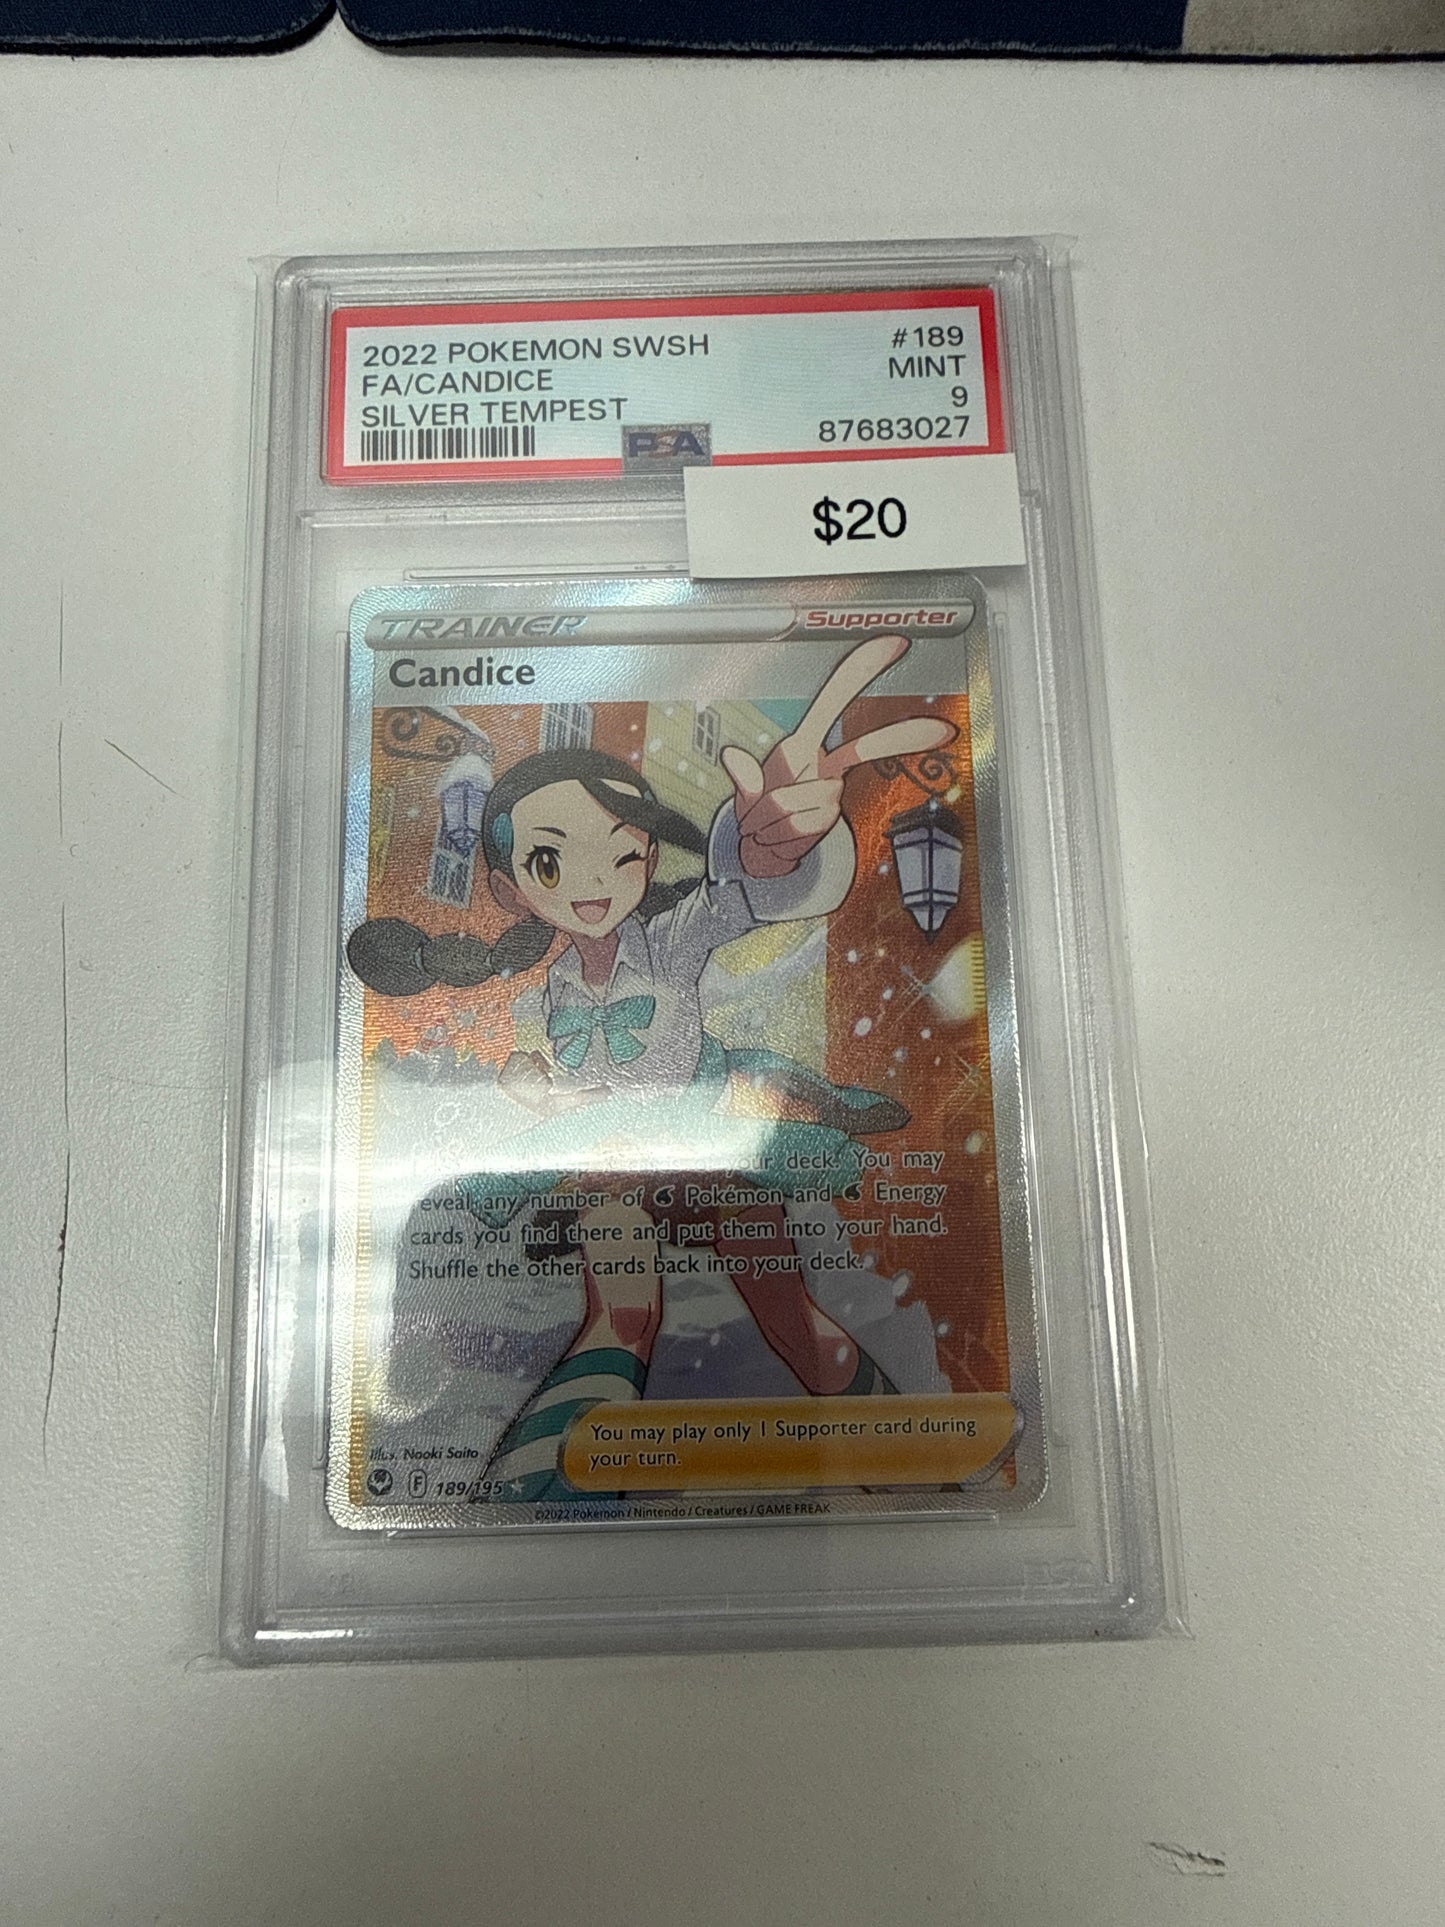 2022 POKEMON SWSH #189
FA/CANDICE MINT
SILVER TEMPEST 9
PSA 87683027
$20
TRAINER Supporter
Candice
your deck. You may
reveal any number of Pokémon and Energy
cards you find there and put them into your hand.
Shuffle the other cards back into your deck.
You may play only 1 Supporter card during
your turn.
Illus. Naoki Saito
F 189/195
©2022 Pokémon / Nintendo / Creatures / GAME FREAK